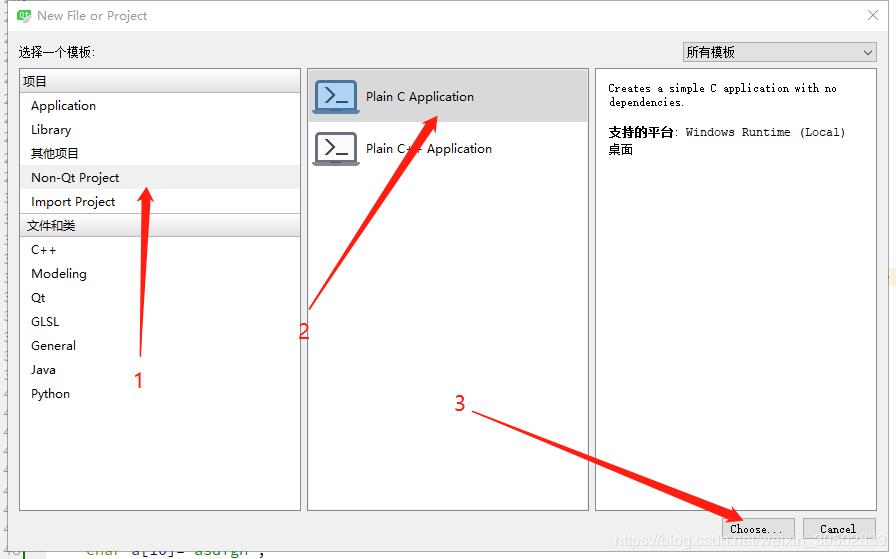 New File or Project
选择一个模板:
所有模板
项目
Application
Library
其他项目
Non-Qt Project
Import Project
文件和类
C++
Modeling
Qt
GLSL
General
Java
Python
Plain C Application
Plain C++ Application
Creates a simple C application with no
dependencies.
支持的平台: Windows Runtime (Local)
桌面
1
2
3
Choose...
Cancel
https://blog.csdn.net/weixin_39502839
char a[10]="asdfgh";